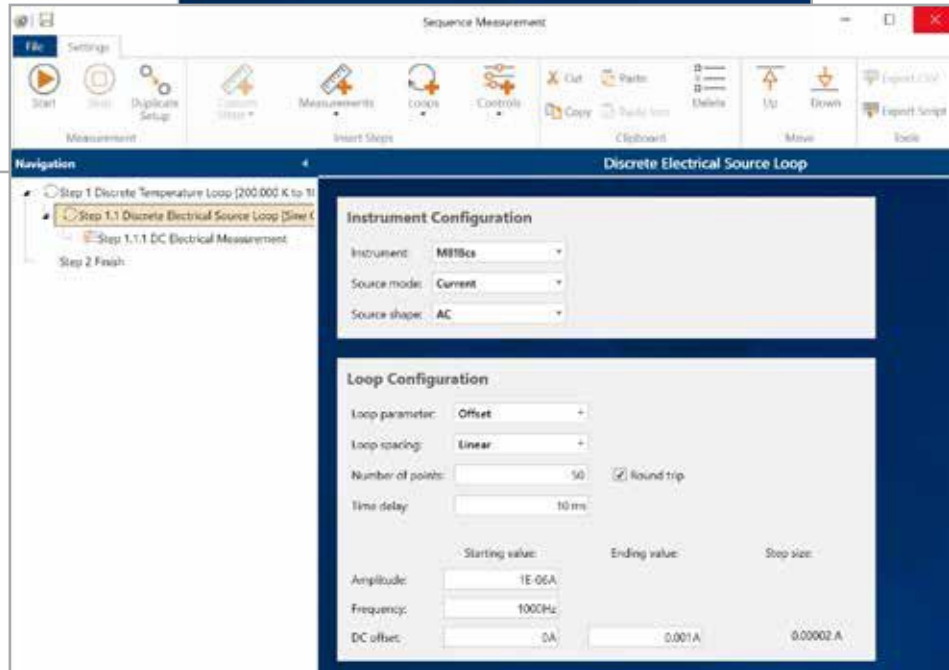 Sequence Measurement
File Settings
Start Stop Duplicate Setup Measurements Loops Controls Cut Paste Copy Delete Up Down Export CSV Export Script
Measurement Insert Steps Clipboard Move Tools
Navigation
Discrete Electrical Source Loop
Step 1 Discrete Temperature Loop [200.000 K to 1
Step 1.1 Discrete Electrical Source Loop [Sine
Step 1.1.1 DC Electrical Measurement
Step 2 Finish
Instrument Configuration
Instrument: M81Bcs
Source mode: Current
Source shape: AC
Loop Configuration
Loop parameter: Offset
Loop spacing: Linear
Number of points: 50 Round trip
Time delay: 10 ms
Starting value: Ending value: Step size:
Amplitude: 1E-06A
Frequency: 1000Hz
DC offset: 0A 0.001A 0.00002 A